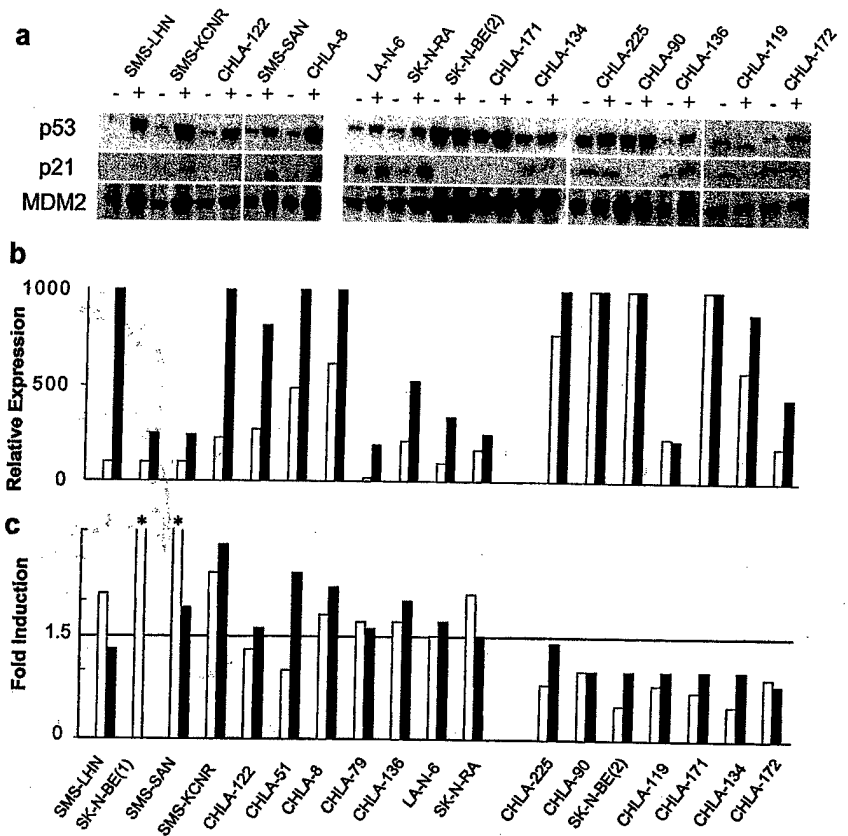 a
SMS-LHN SMS-KCNR CHLA-122 SMS-SAN CHLA-8 LA-N-6 SK-N-RA SK-N-BE(2) CHLA-171 CHLA-134 CHLA-225 CHLA-90 CHLA-136 CHLA-119 CHLA-172
- + - + - + - + - + - + - + - + - + - + - + - + - + - + - +
p53
p21
MDM2
b
Relative Expression
1000
500
0
c
* *
Fold Induction
1.5
0
SMS-LHN SK-N-BE(1) SMS-SAN SMS-KCNR CHLA-122 CHLA-51 CHLA-8 CHLA-79 CHLA-136 LA-N-6 SK-N-RA CHLA-225 CHLA-90 SK-N-BE(2) CHLA-119 CHLA-171 CHLA-134 CHLA-172